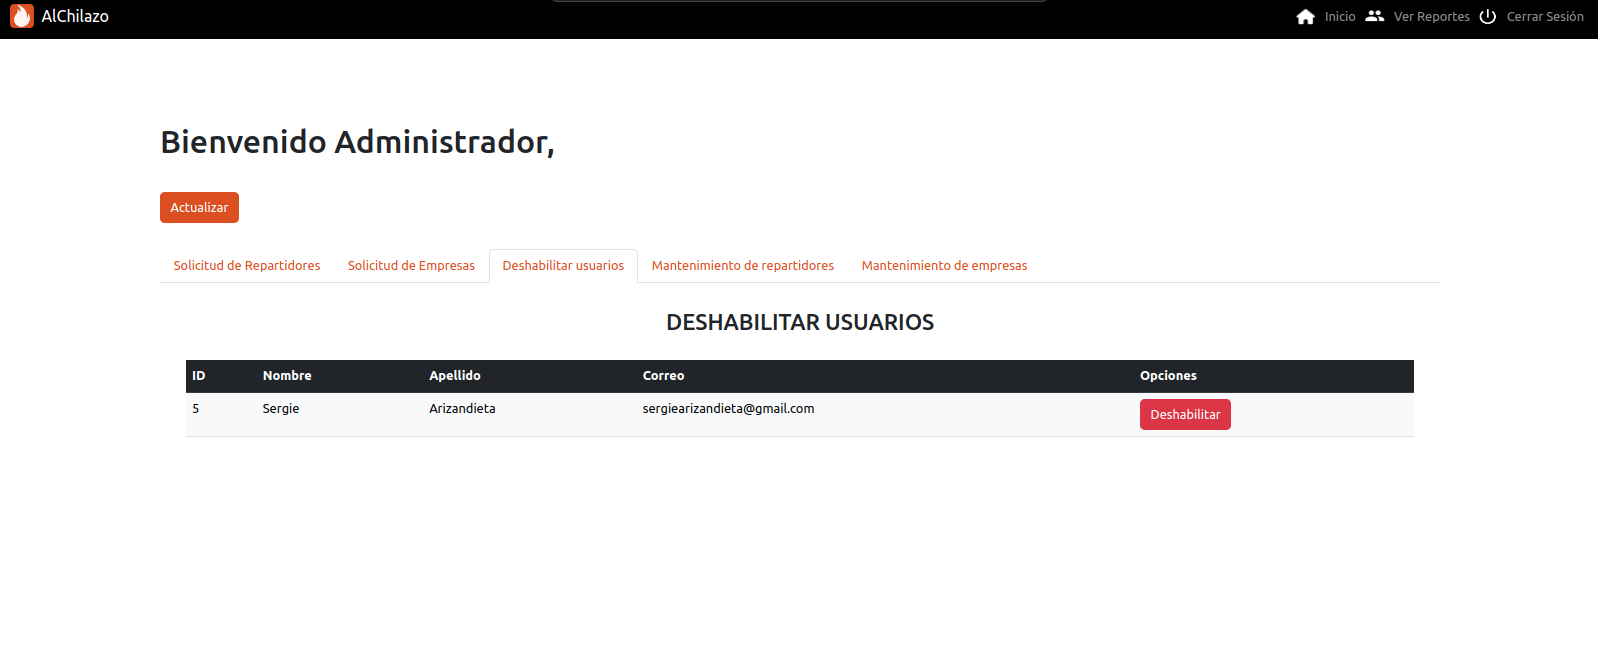 AlChilazo Inicio Ver Reportes Cerrar Sesión
Bienvenido Administrador,
Actualizar
Solicitud de Repartidores Solicitud de Empresas Deshabilitar usuarios Mantenimiento de repartidores Mantenimiento de empresas
DESHABILITAR USUARIOS
ID Nombre Apellido Correo Opciones
5 Sergie Arizandieta sergiearizandieta@gmail.com Deshabilitar